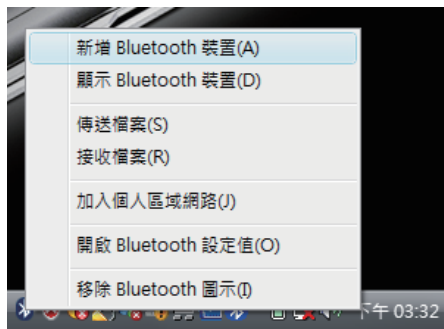 新增 Bluetooth 裝置(A)
顯示 Bluetooth 裝置(D)
傳送檔案(S)
接收檔案(R)
加入個人區域網路(J)
開啟 Bluetooth 設定值(O)
移除 Bluetooth 圖示(I)
下午 03:32